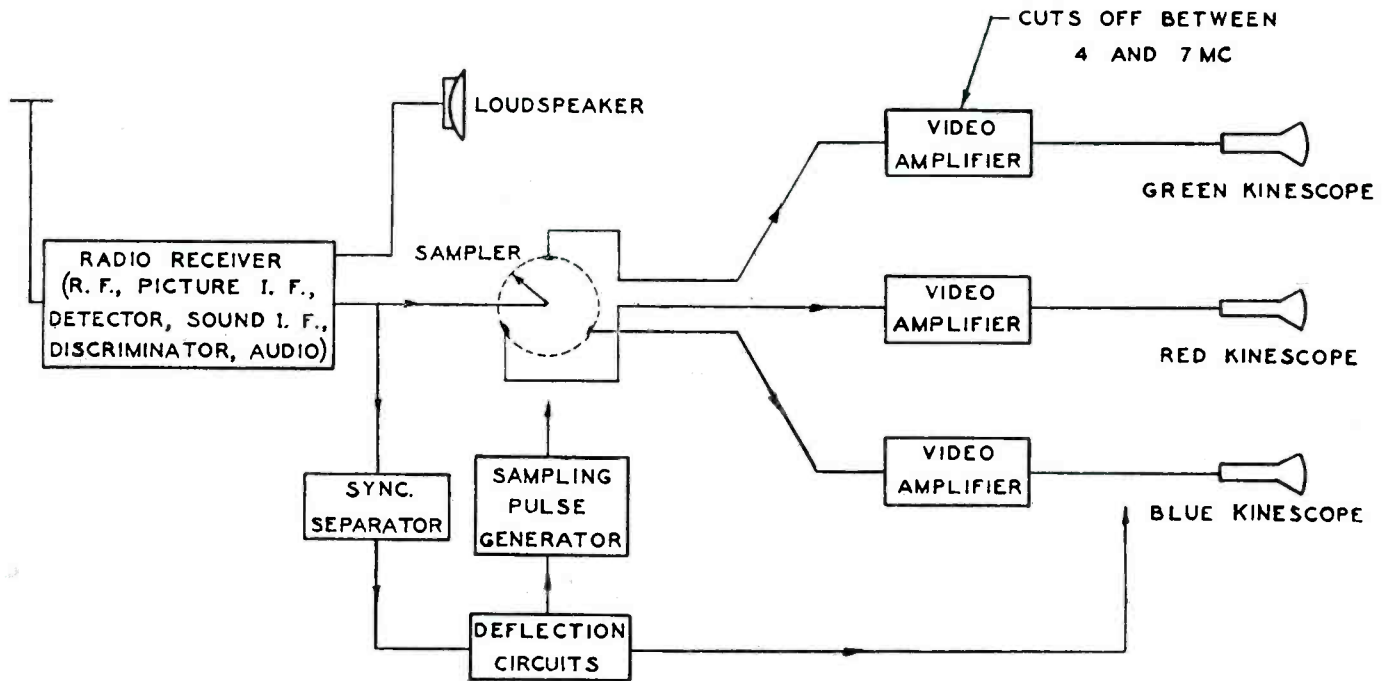 CUTS OFF BETWEEN
4 AND 7 MC
LOUDSPEAKER
VIDEO
AMPLIFIER
GREEN KINESCOPE
RADIO RECEIVER
(R. F., PICTURE I. F.,
DETECTOR, SOUND I. F.,
DISCRIMINATOR, AUDIO)
SAMPLER
VIDEO
AMPLIFIER
RED KINESCOPE
VIDEO
AMPLIFIER
BLUE KINESCOPE
SYNC.
SEPARATOR
SAMPLING
PULSE
GENERATOR
DEFLECTION
CIRCUITS